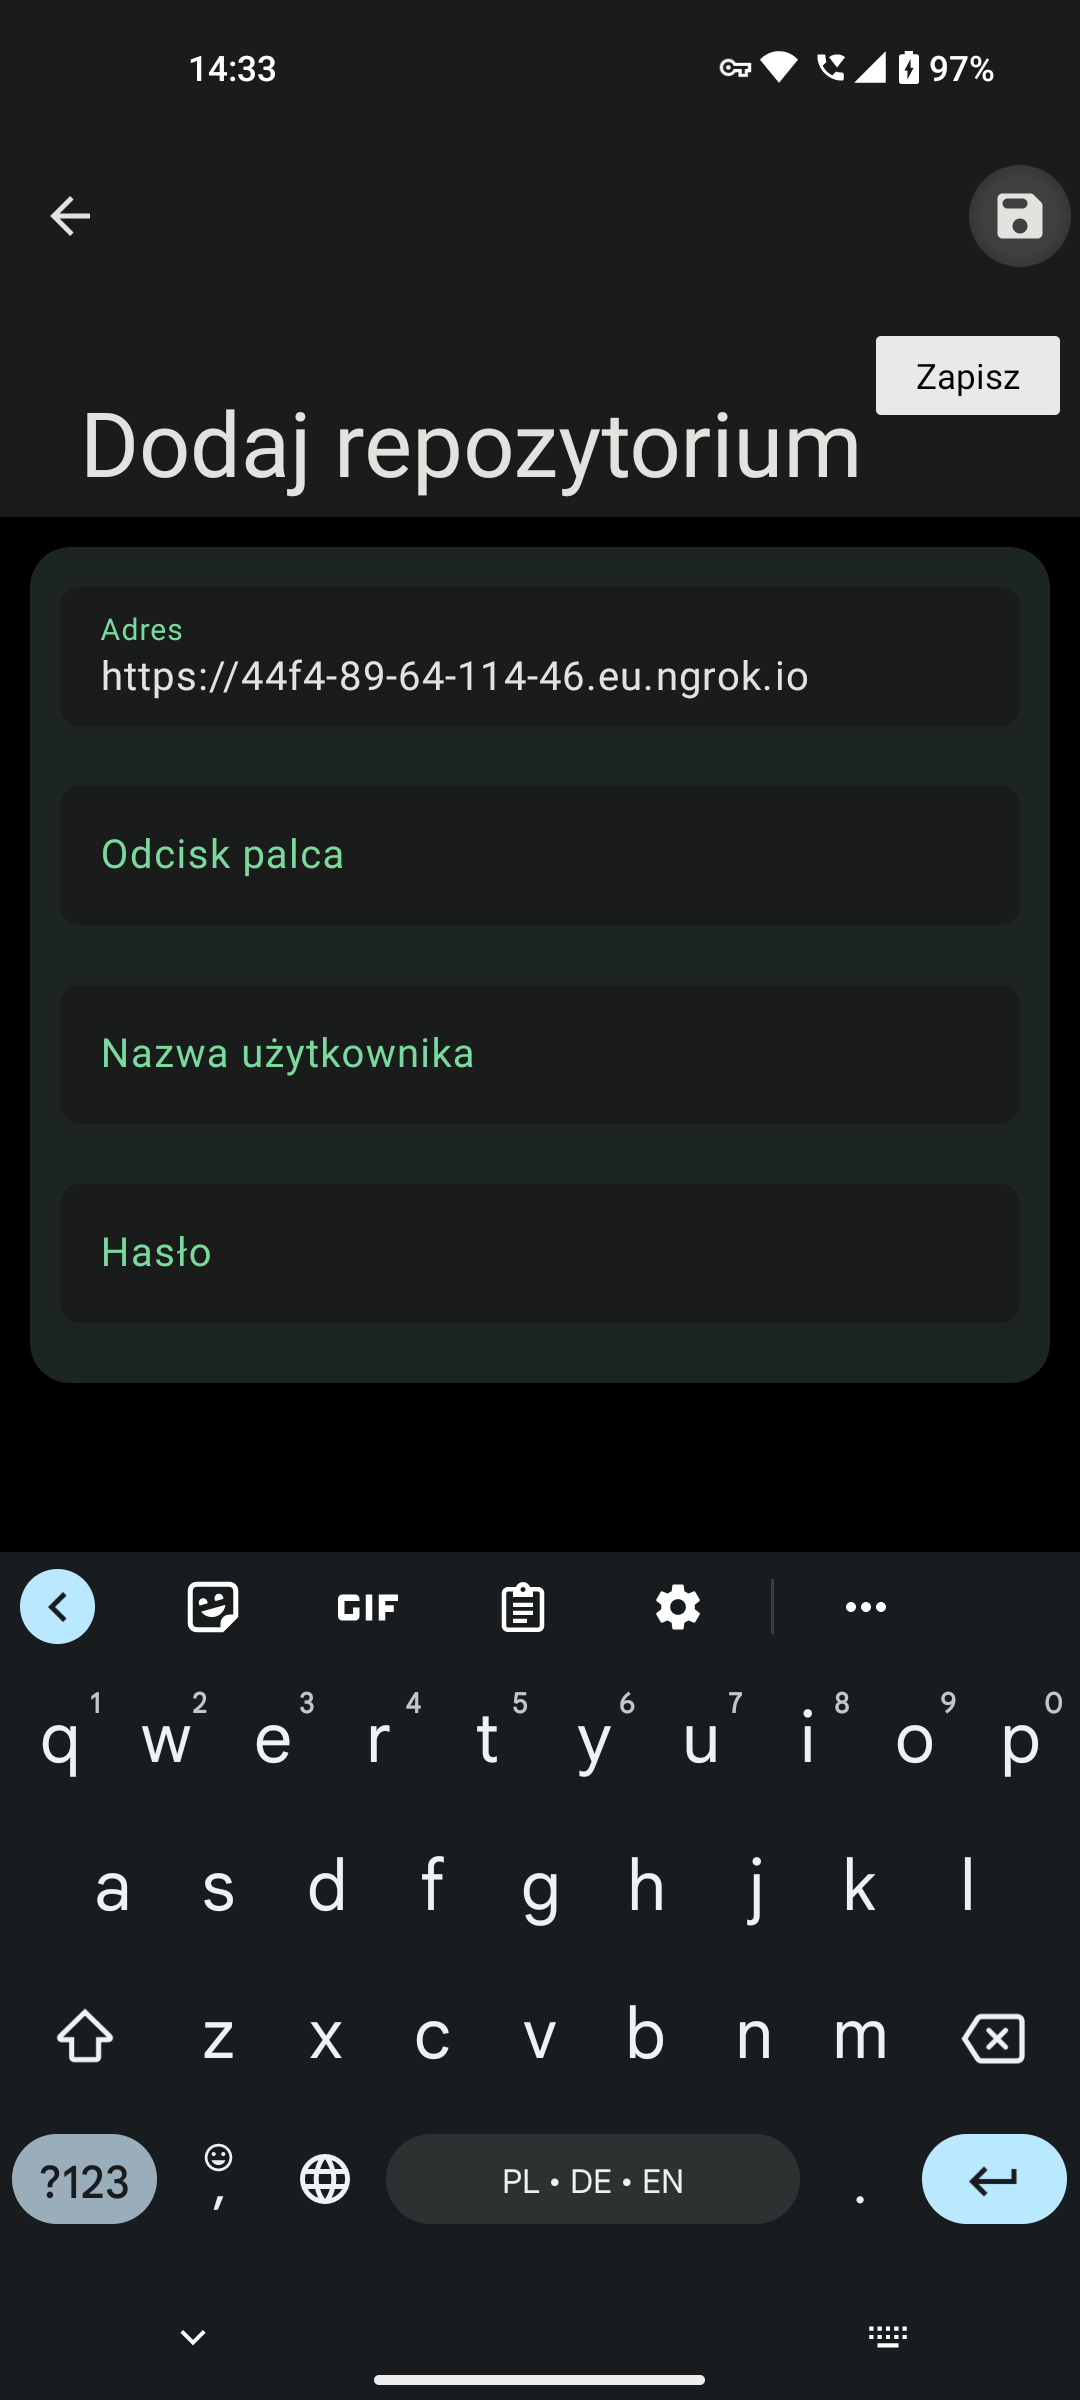 14:33
97%
Zapisz
Dodaj repozytorium
Adres
https://44f4-89-64-114-46.eu.ngrok.io
Odcisk palca
Nazwa użytkownika
Hasło
GIF
1 2 3 4 5 6 7 8 9 0
q w e r t y u i o p
a s d f g h j k l
z x c v b n m
?123 , PL • DE • EN .